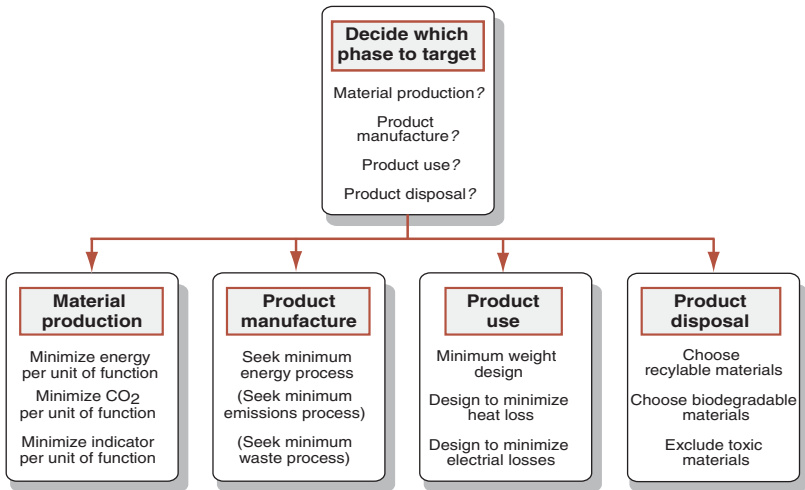 Decide which
phase to target
Material production?
Product
manufacture?
Product use?
Product disposal?
Material
production
Minimize energy
per unit of function
Minimize CO2
per unit of function
Minimize indicator
per unit of function
Product
manufacture
Seek minimum
energy process
(Seek minimum
emissions process)
(Seek minimum
waste process)
Product
use
Minimum weight
design
Design to minimize
heat loss
Design to minimize
electrial losses
Product
disposal
Choose
recylable materials
Choose biodegradable
materials
Exclude toxic
materials